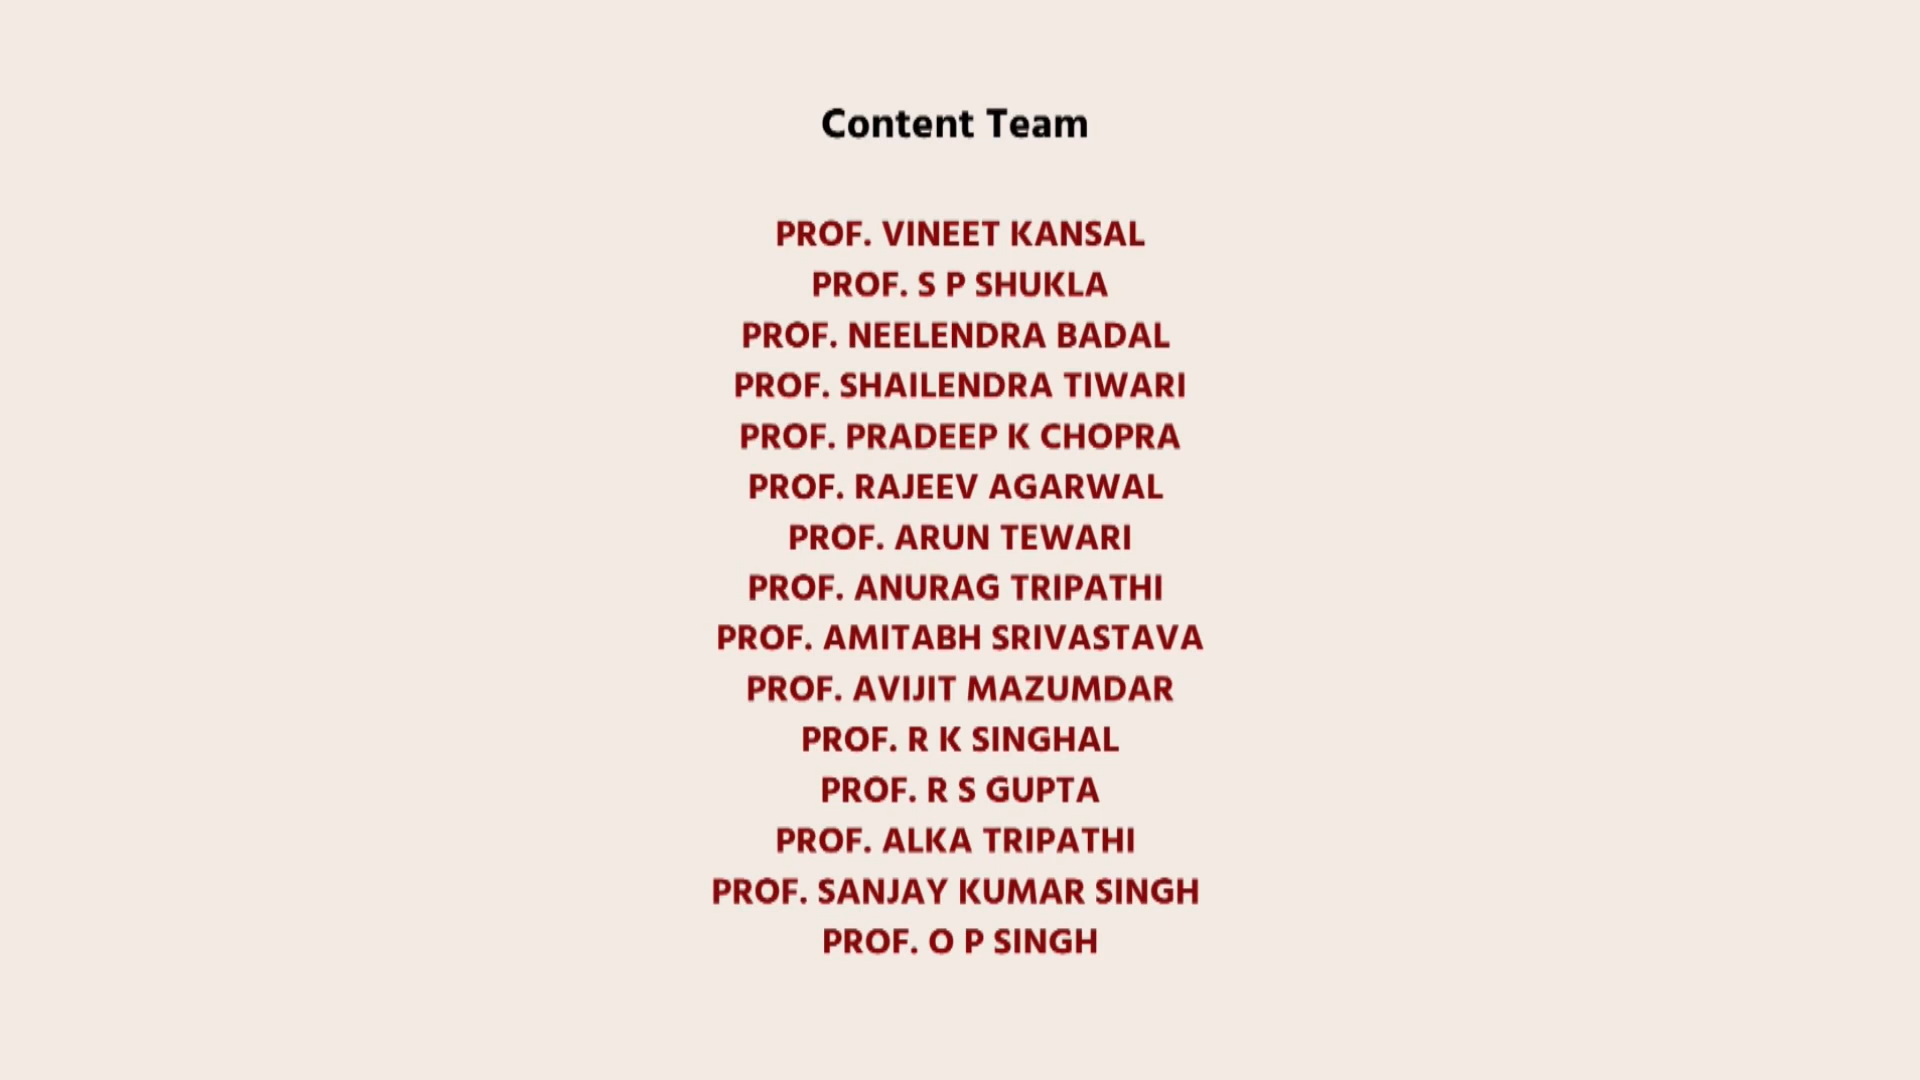 Content Team
PROF. VINEET KANSAL
PROF. S P SHUKLA
PROF. NEELENDRA BADAL
PROF. SHAILENDRA TIWARI
PROF. PRADEEP K CHOPRA
PROF. RAJEEV AGARWAL
PROF. ARUN TEWARI
PROF. ANURAG TRIPATHI
PROF. AMITABH SRIVASTAVA
PROF. AVIJIT MAZUMDAR
PROF. R K SINGHAL
PROF. R S GUPTA
PROF. ALKA TRIPATHI
PROF. SANJAY KUMAR SINGH
PROF. O P SINGH